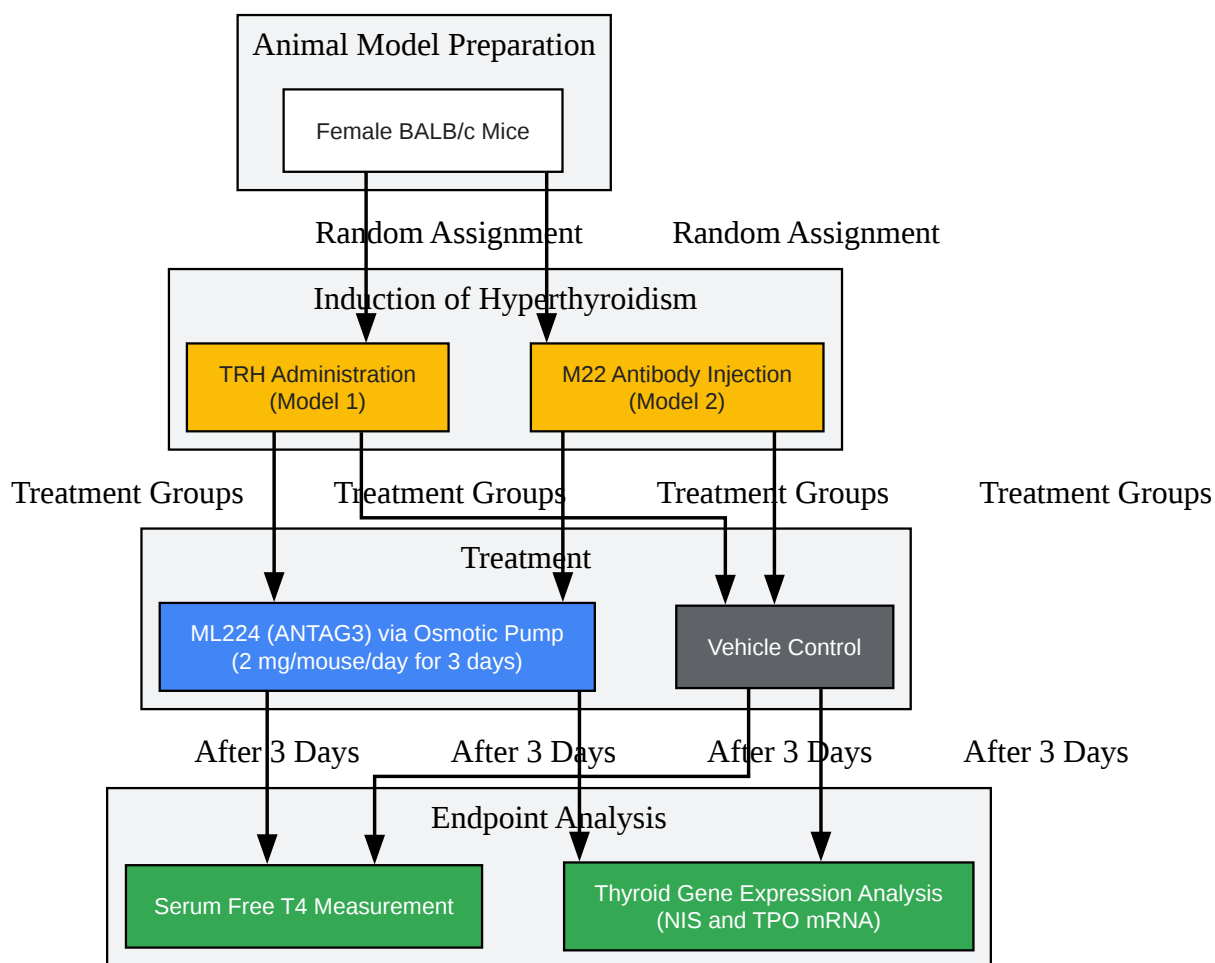 Animal Model Preparation
Female BALB/c Mice
Random Assignment
Random Assignment
Induction of Hyperthyroidism
TRH Administration
(Model 1)
M22 Antibody Injection
(Model 2)
Treatment Groups
Treatment Groups
Treatment Groups
Treatment Groups
Treatment
ML224 (ANTAG3) via Osmotic Pump
(2 mg/mouse/day for 3 days)
Vehicle Control
After 3 Days
After 3 Days
After 3 Days
After 3 Days
Endpoint Analysis
Serum Free T4 Measurement
Thyroid Gene Expression Analysis
(NIS and TPO mRNA)